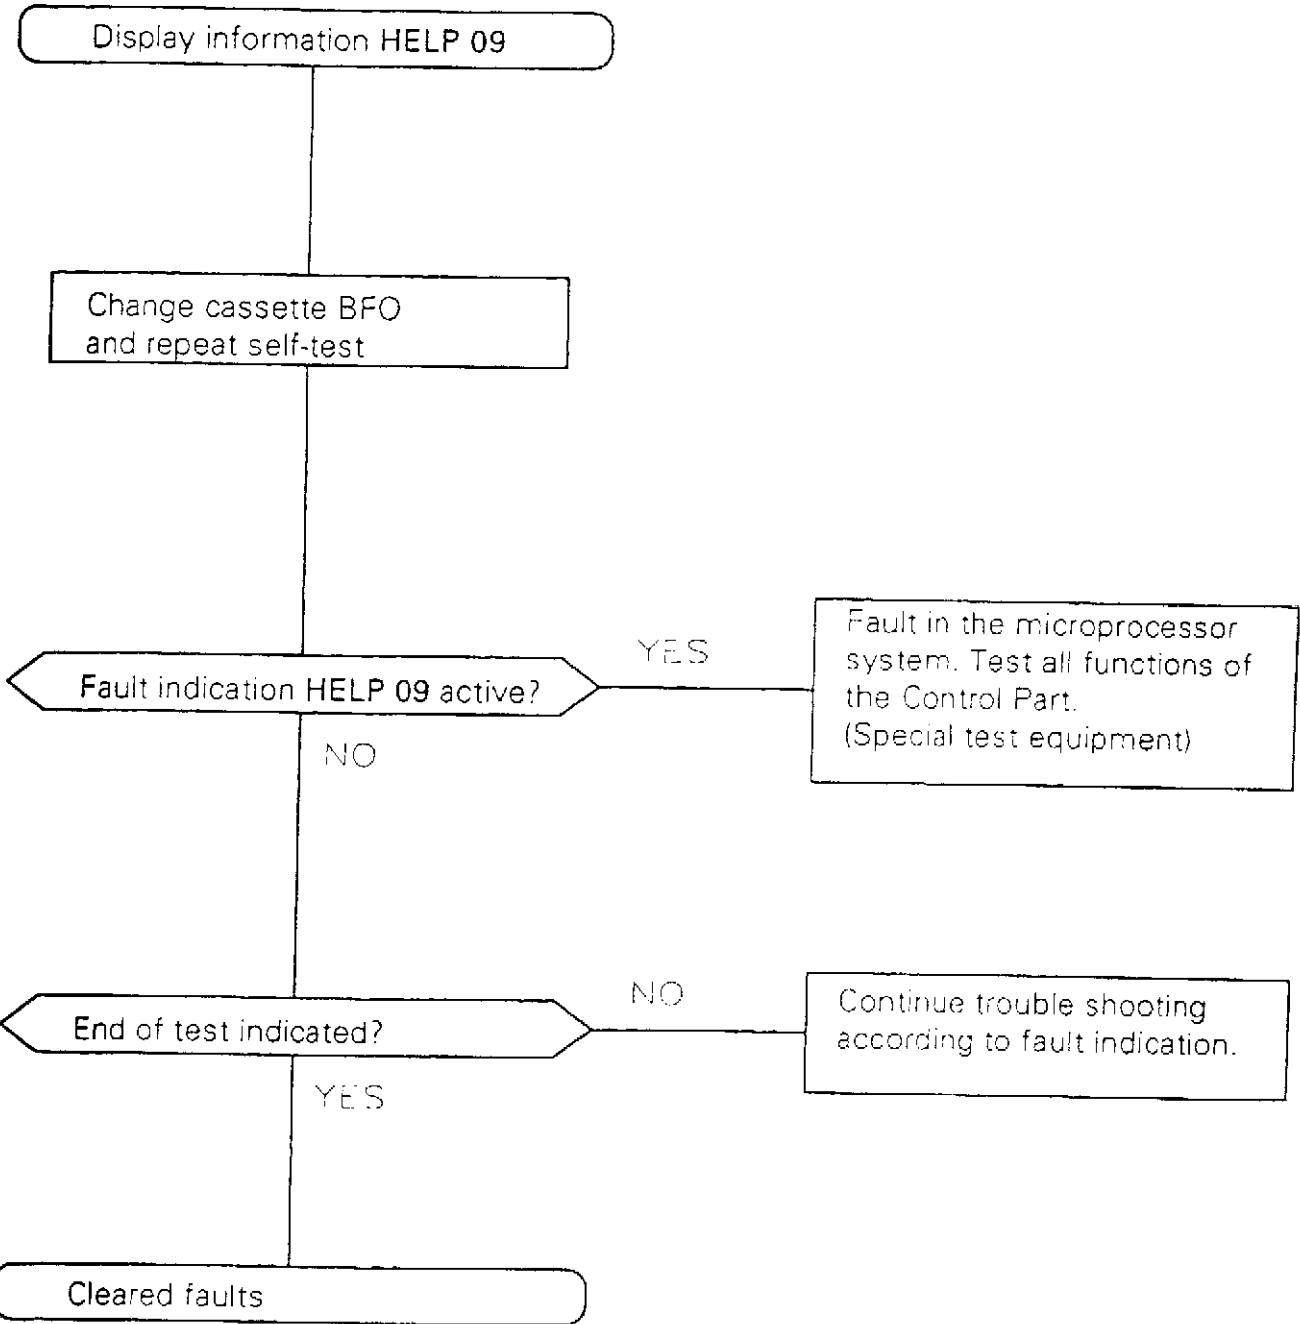 Display information HELP 09
Change cassette BFO
and repeat self-test
Fault indication HELP 09 active?
YES
Fault in the microprocessor
system. Test all functions of
the Control Part.
(Special test equipment)
NO
End of test indicated?
NO
Continue trouble shooting
according to fault indication.
YES
Cleared faults